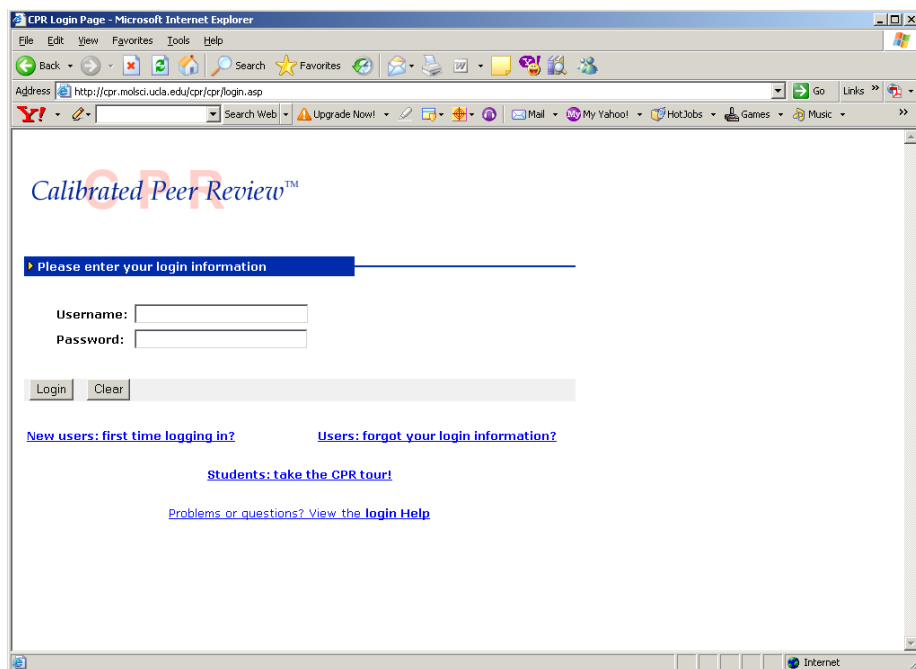 CPR Login Page - Microsoft Internet Explorer
File Edit View Favorites Tools Help
Back Search Favorites
Address http://cpr.molsci.ucla.edu/cpr/cpr/login.asp Go Links »
Y! Search Web Upgrade Now! Mail My Yahoo! HotJobs Games Music »
CPR
Calibrated Peer Review™
Please enter your login information
Username:
Password:
Login Clear
New users: first time logging in? Users: forgot your login information?
Students: take the CPR tour!
Problems or questions? View the login Help
Internet